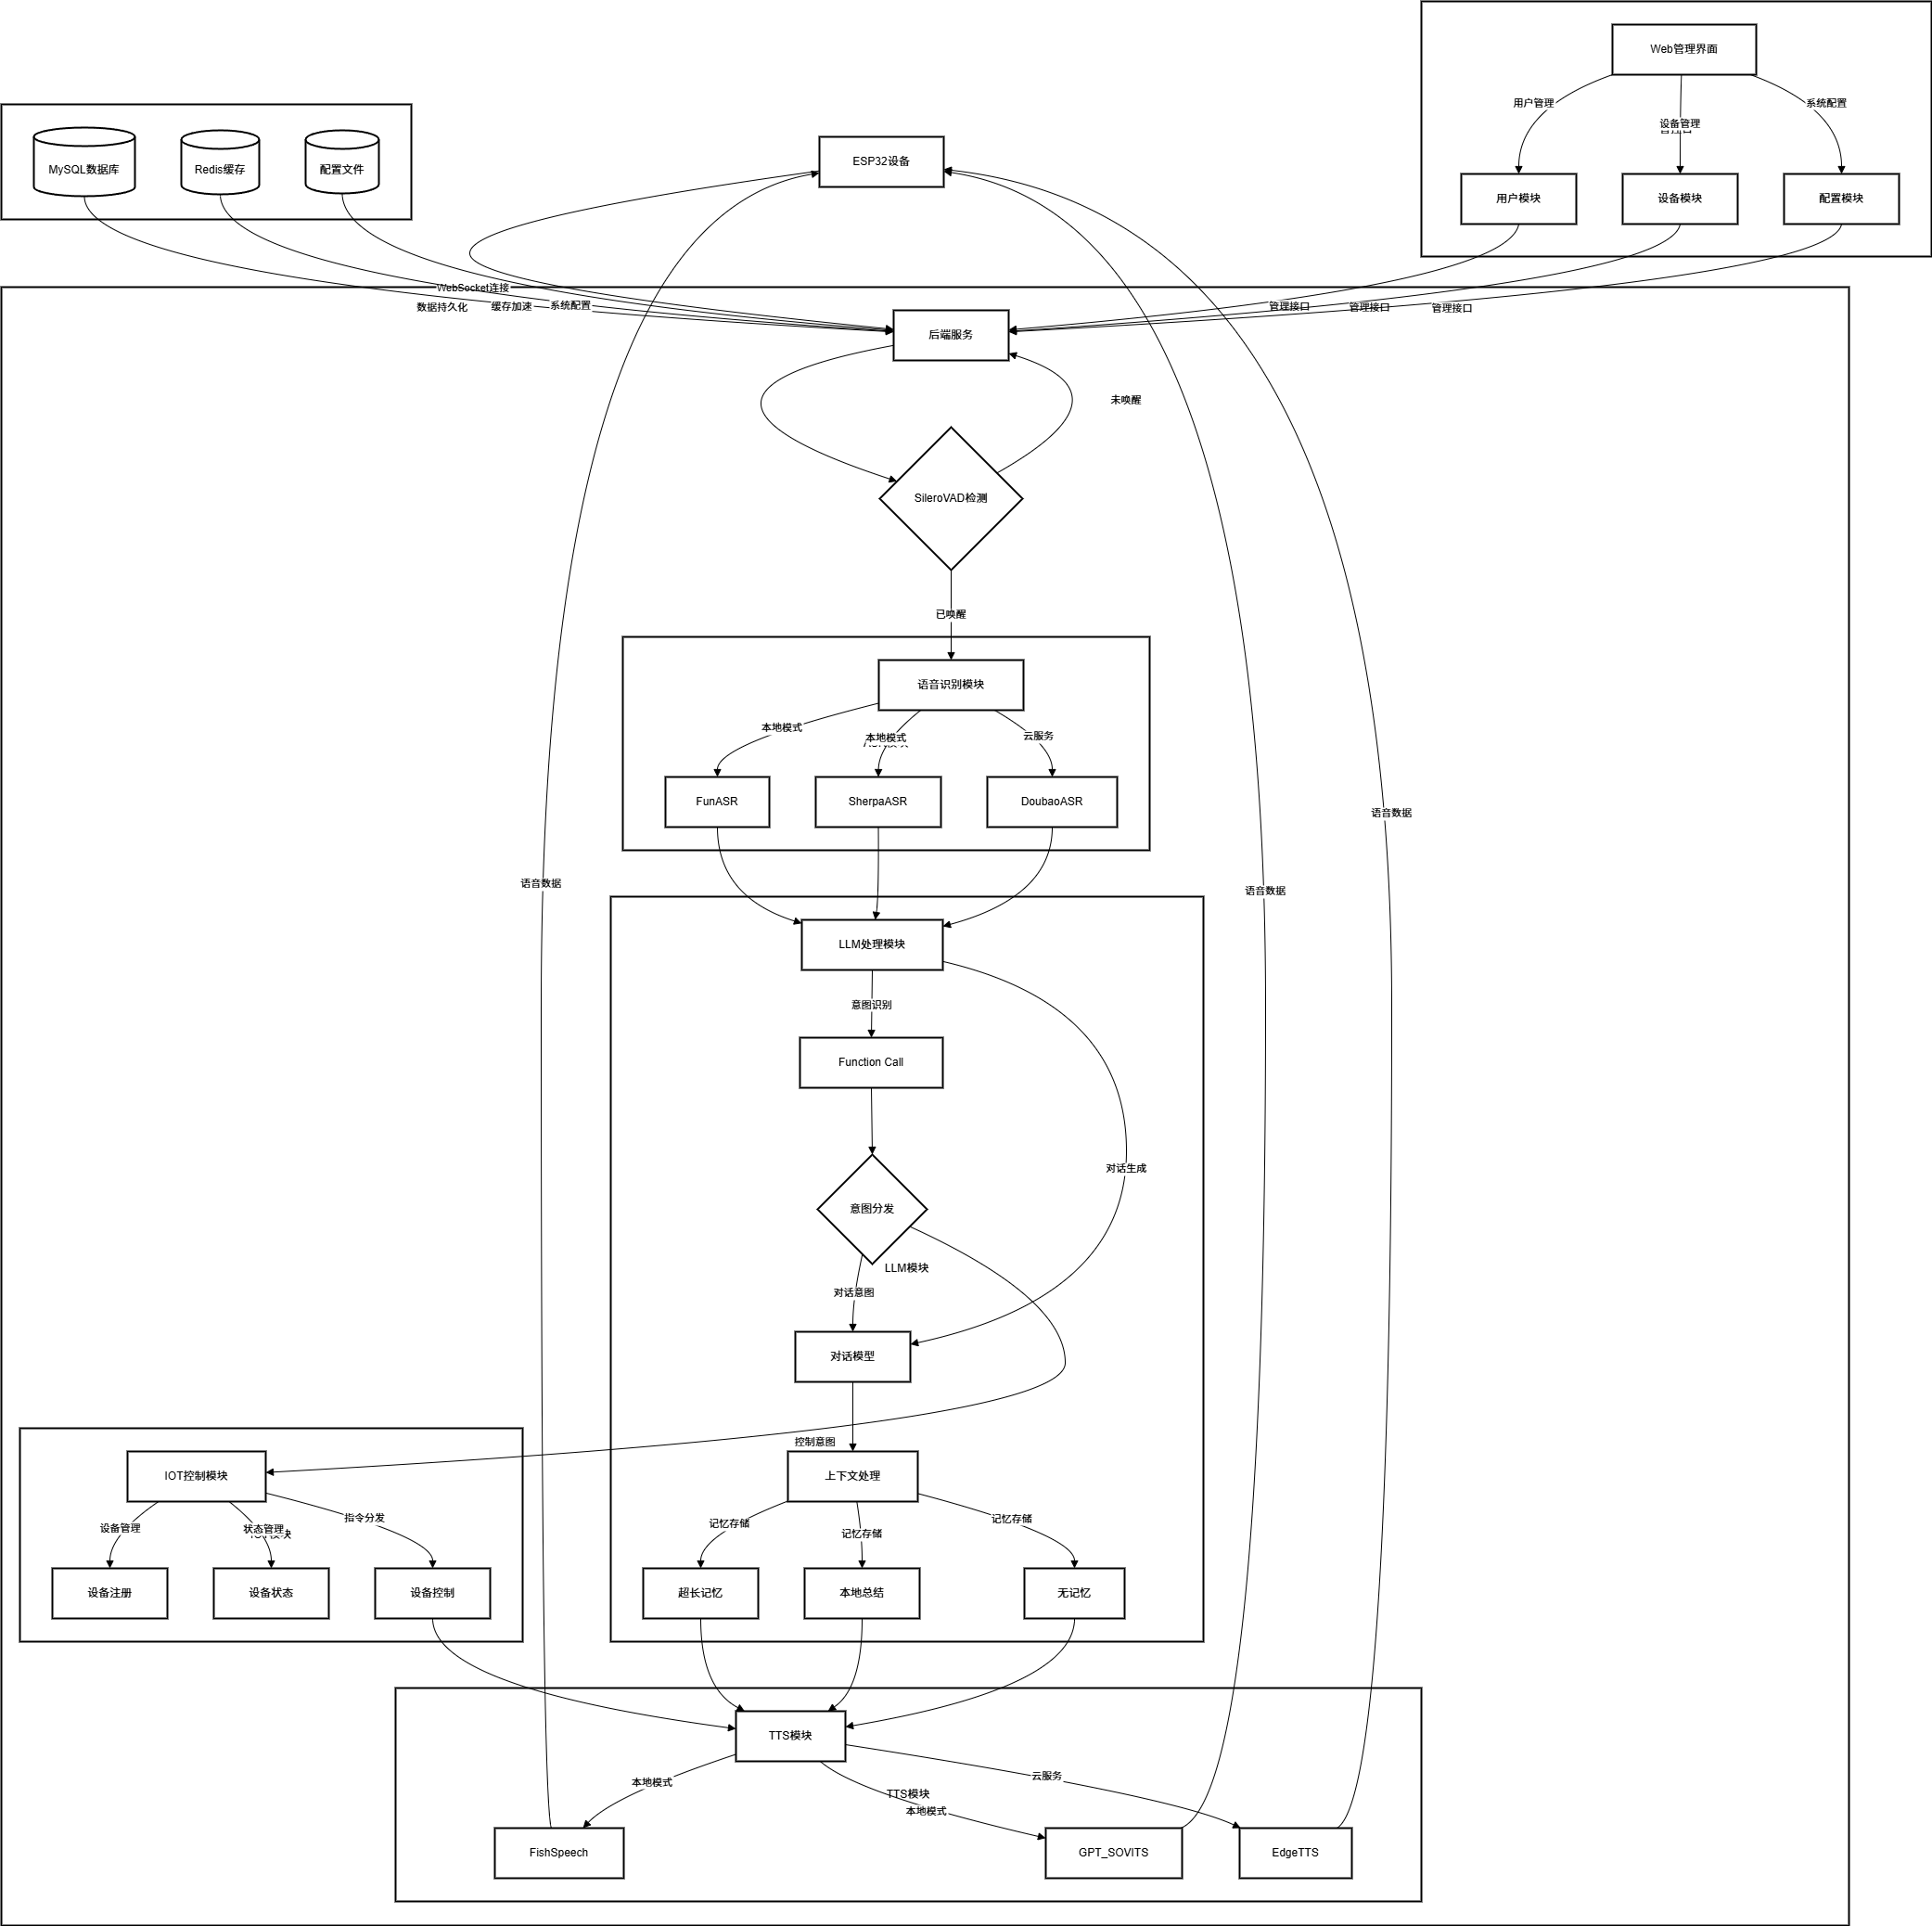 Web管理界面
用户管理
设备管理
系统配置
用户模块
设备模块
配置模块
MySQL数据库
Redis缓存
配置文件
ESP32设备
WebSocket连接
数据持久化
缓存加速
系统配置
管理接口
管理接口
管理接口
后端服务
未唤醒
SileroVAD检测
已唤醒
语音识别模块
本地模式
本地模式
云服务
FunASR
SherpaASR
DoubaoASR
语音数据
语音数据
语音数据
LLM处理模块
意图识别
Function Call
对话生成
意图分发
LLM模块
对话意图
对话模型
控制意图
IOT控制模块
上下文处理
设备管理
状态管理
指令分发
记忆存储
记忆存储
记忆存储
设备注册
设备状态
设备控制
超长记忆
本地总结
无记忆
TTS模块
本地模式
TTS模块
本地模式
云服务
FishSpeech
GPT_SOVITS
EdgeTTS